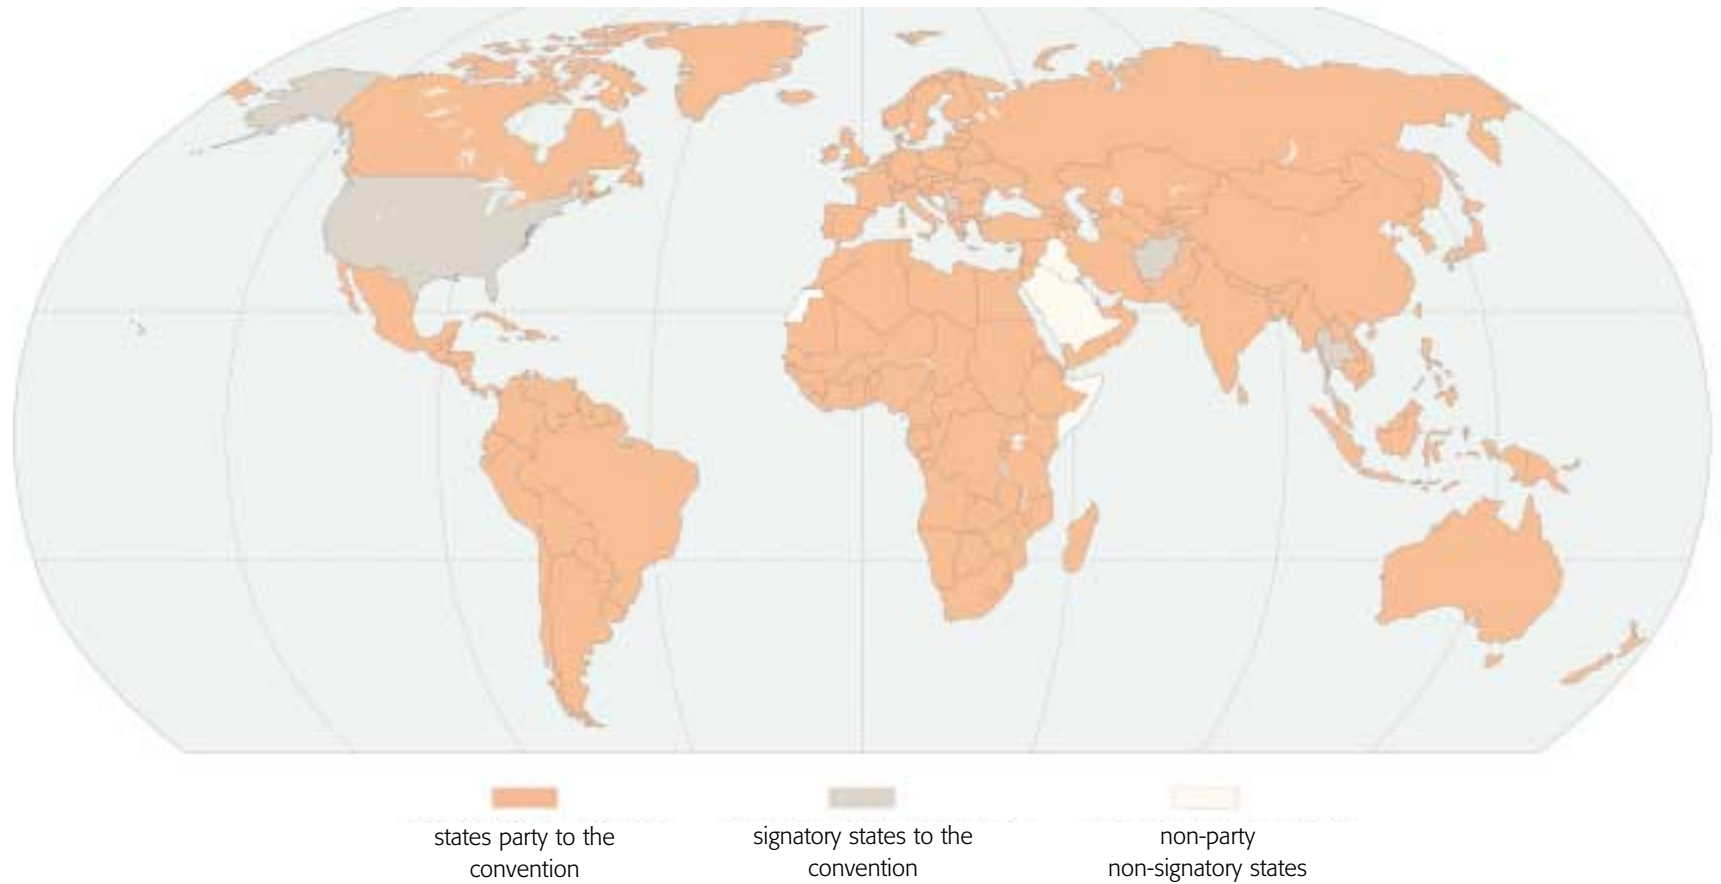 states party to the
convention
signatory states to the
convention
non-party
non-signatory states